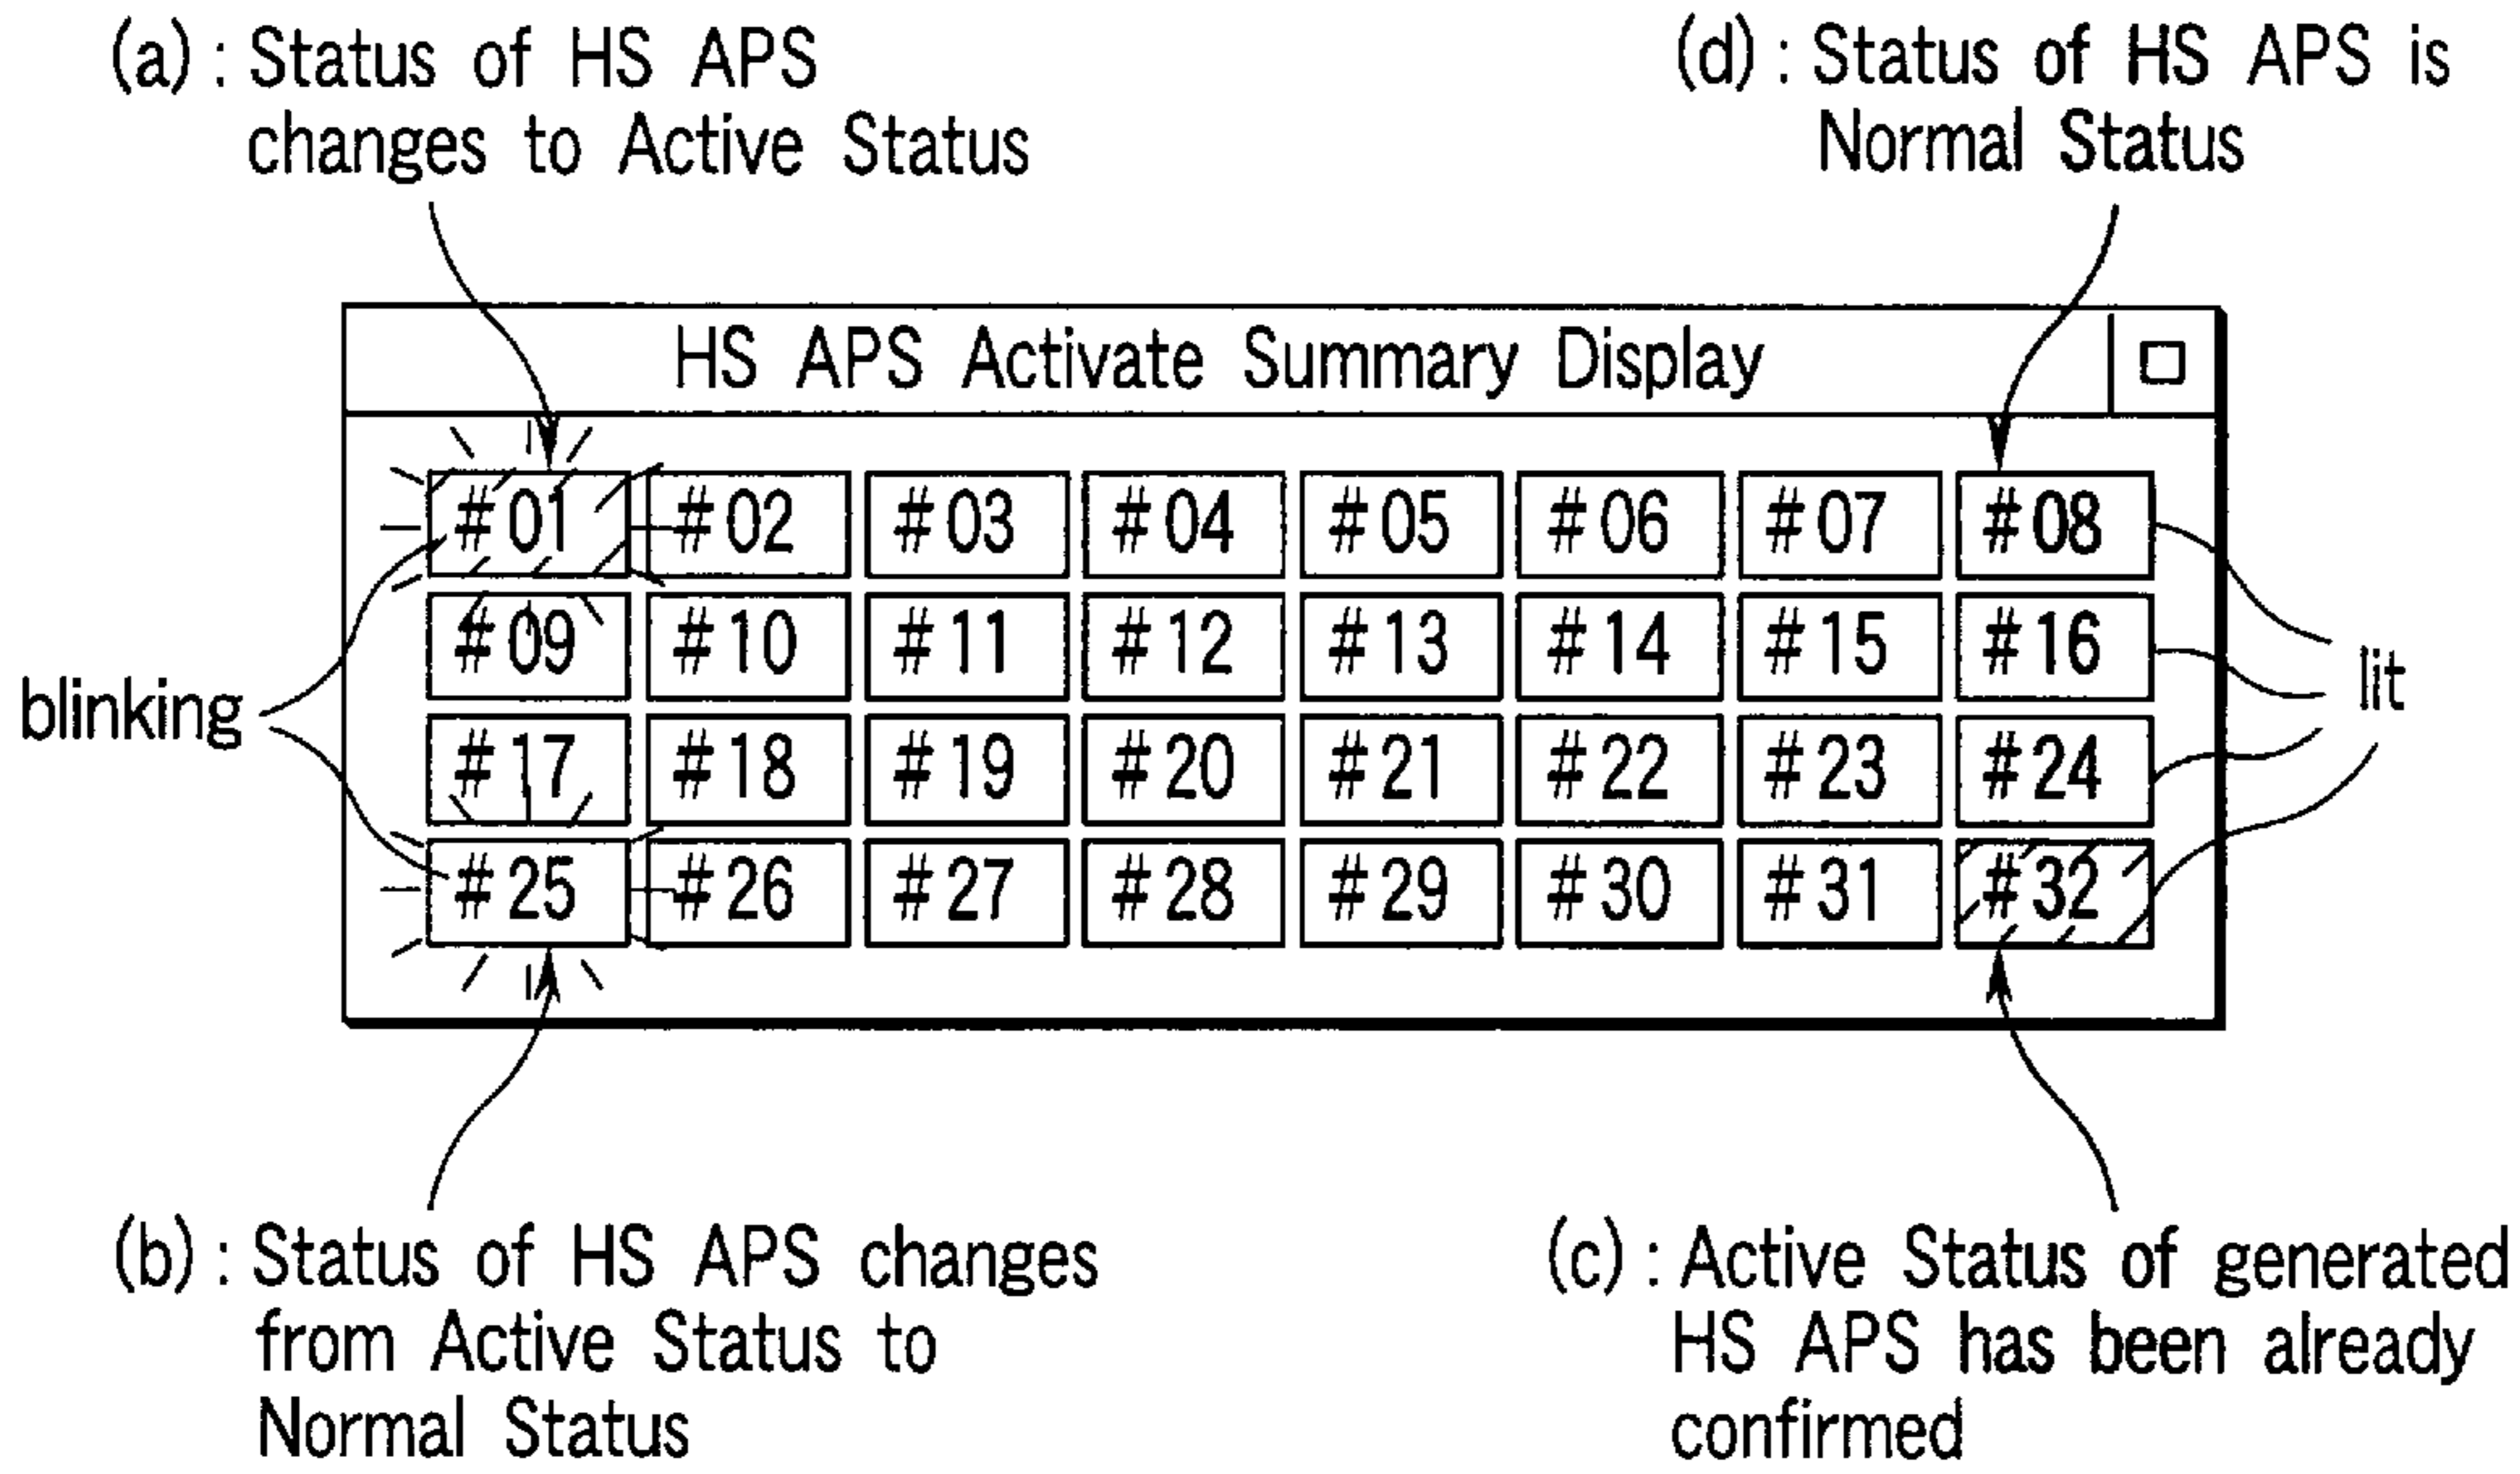 (a) : Status of HS APS
changes to Active Status
(d) : Status of HS APS is
Normal Status
HS APS Activate Summary Display
#01 #02 #03 #04 #05 #06 #07 #08
#09 #10 #11 #12 #13 #14 #15 #16
blinking
lit
#17 #18 #19 #20 #21 #22 #23 #24
#25 #26 #27 #28 #29 #30 #31 #32
(b) : Status of HS APS changes
from Active Status to
Normal Status
(c) : Active Status of generated
HS APS has been already
confirmed